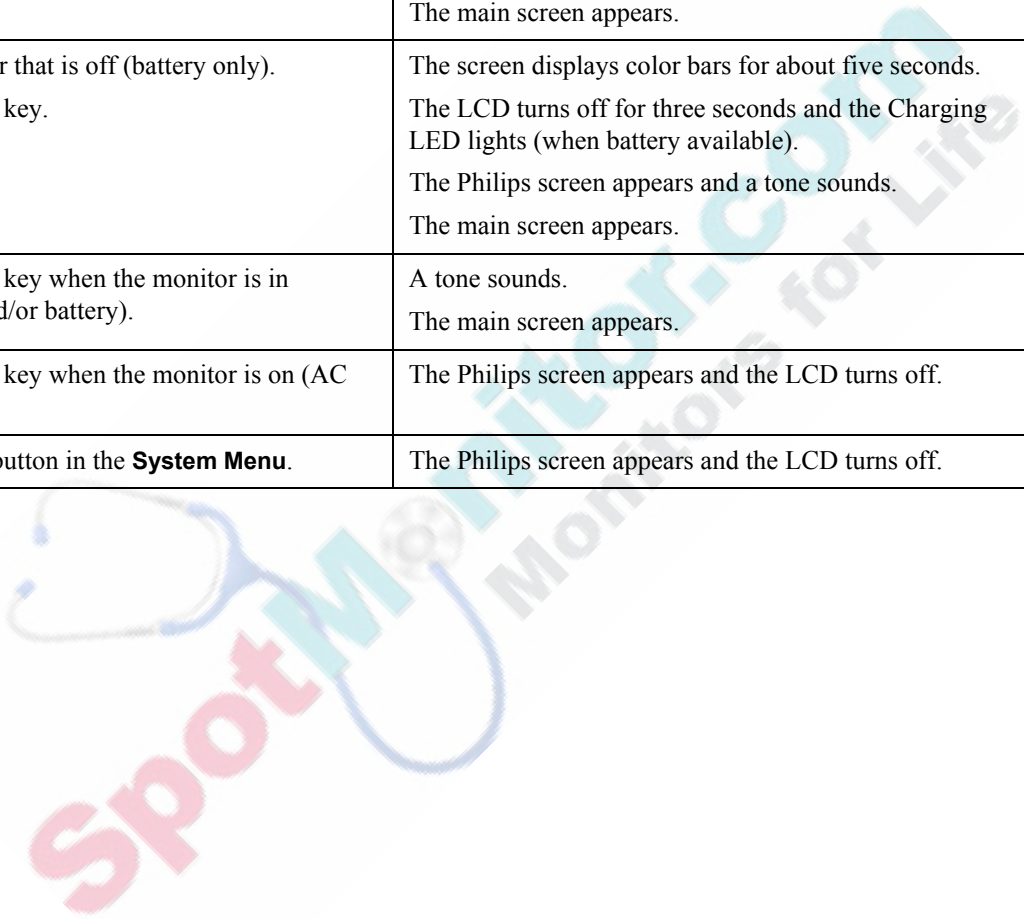 The main screen appears.
r that is off (battery only).
key.
The screen displays color bars for about five seconds.
The LCD turns off for three seconds and the Charging
LED lights (when battery available).
The Philips screen appears and a tone sounds.
The main screen appears.
key when the monitor is in
d/or battery).
A tone sounds.
The main screen appears.
key when the monitor is on (AC
The Philips screen appears and the LCD turns off.
button in the System Menu.
The Philips screen appears and the LCD turns off.
SpotMonitor.com
Monitors for Life